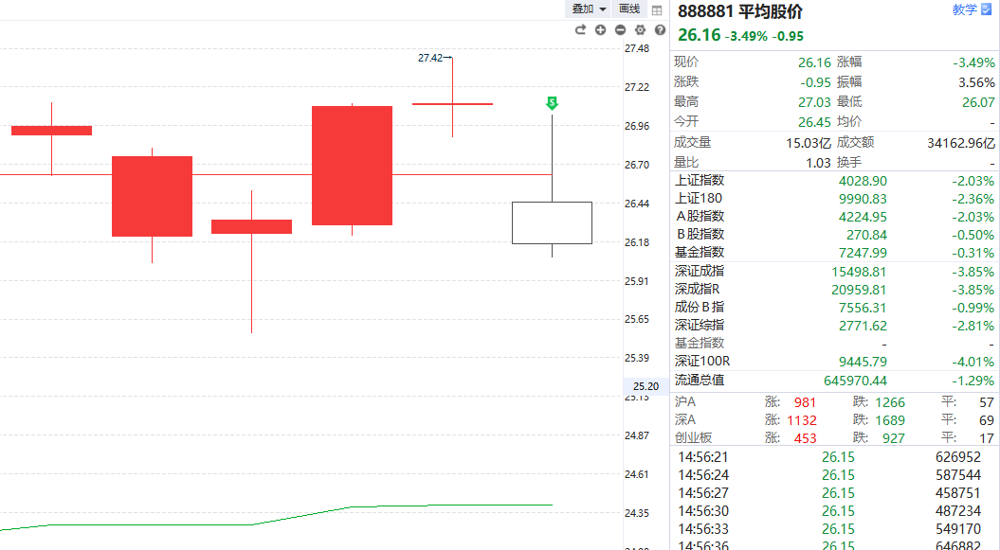 叠加 画线
27.48
27.42
27.22
26.96
26.70
26.44
26.18
25.91
25.65
25.39
25.20
25.13
24.87
24.61
24.35
888881 平均股价 教学
26.16 -3.49% -0.95
现价 26.16 涨幅 -3.49%
涨跌 -0.95 振幅 3.56%
最高 27.03 最低 26.07
今开 26.45 均价 -
成交量 15.03亿 成交额 34162.96亿
量比 1.03 换手 -
上证指数 4028.90 -2.03%
上证180 9990.83 -2.36%
A股指数 4224.95 -2.03%
B股指数 270.84 -0.50%
基金指数 7247.99 -0.31%
深证成指 15498.81 -3.85%
深成指R 20959.81 -3.85%
成份B指 7556.31 -0.99%
深证综指 2771.62 -2.81%
基金指数 - -
深证100R 9445.79 -4.01%
流通总值 645970.44 -1.29%
沪A 涨: 981 跌: 1266 平: 57
深A 涨: 1132 跌: 1689 平: 69
创业板 涨: 453 跌: 927 平: 17
14:56:21 26.15 626952
14:56:24 26.15 587544
14:56:27 26.15 458751
14:56:30 26.15 487234
14:56:33 26.15 549170
14:56:36 26.15 646882